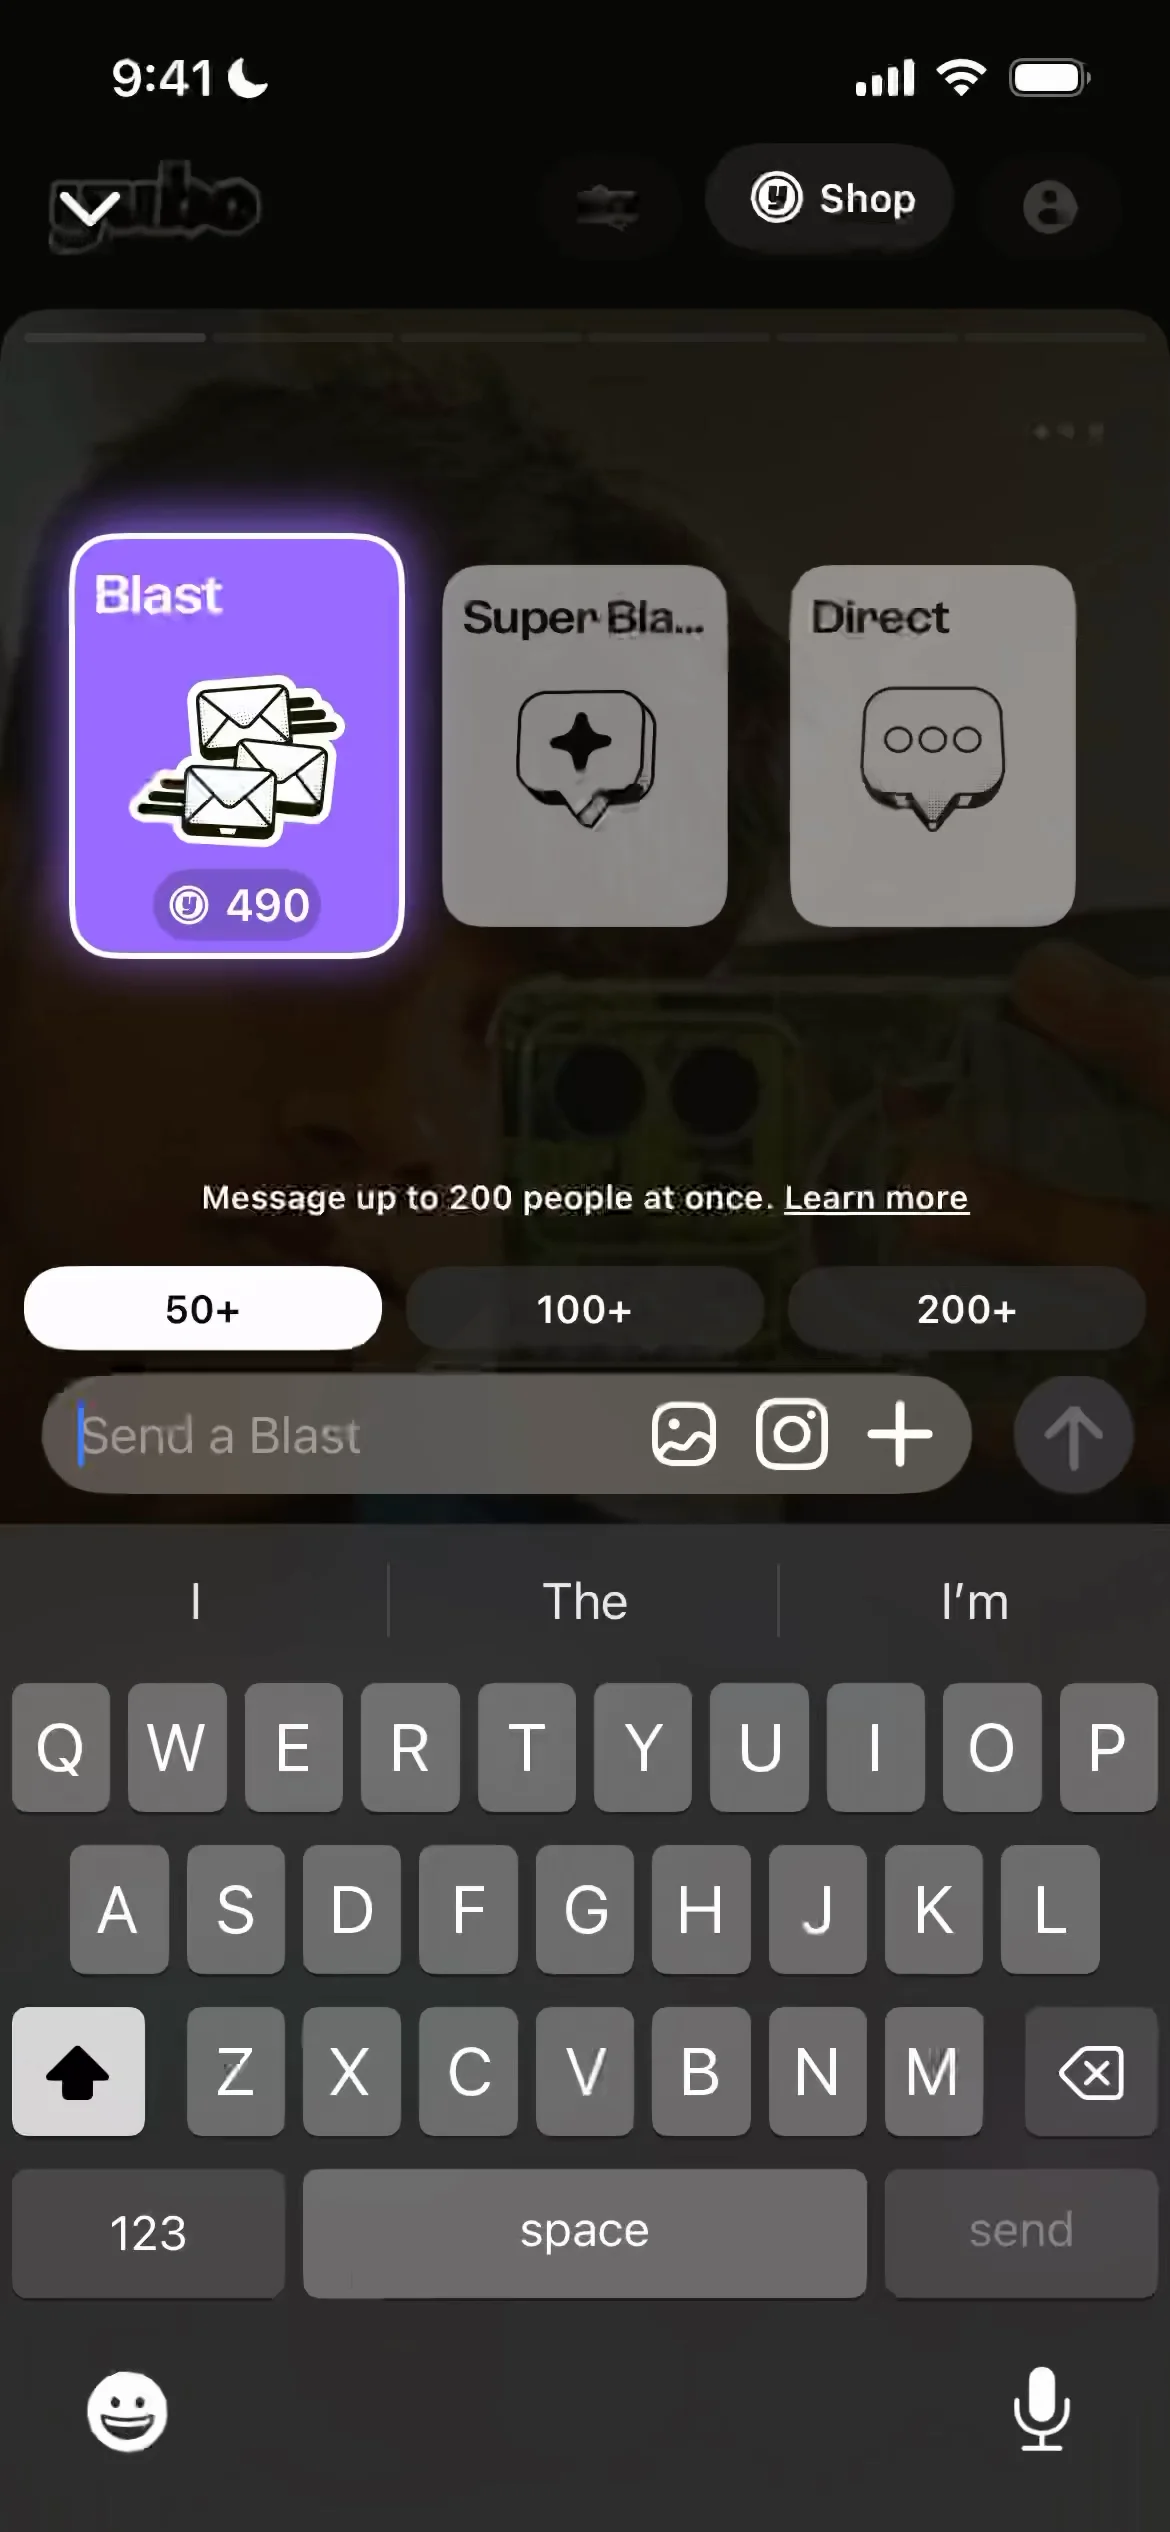 9:41
yubo
Shop
Blast
Super Bla...
Direct
490
Message up to 200 people at once. Learn more
50+ 100+ 200+
Send a Blast
I The I'm
Q W E R T Y U I O P
A S D F G H J K L
Z X C V B N M
123 space send